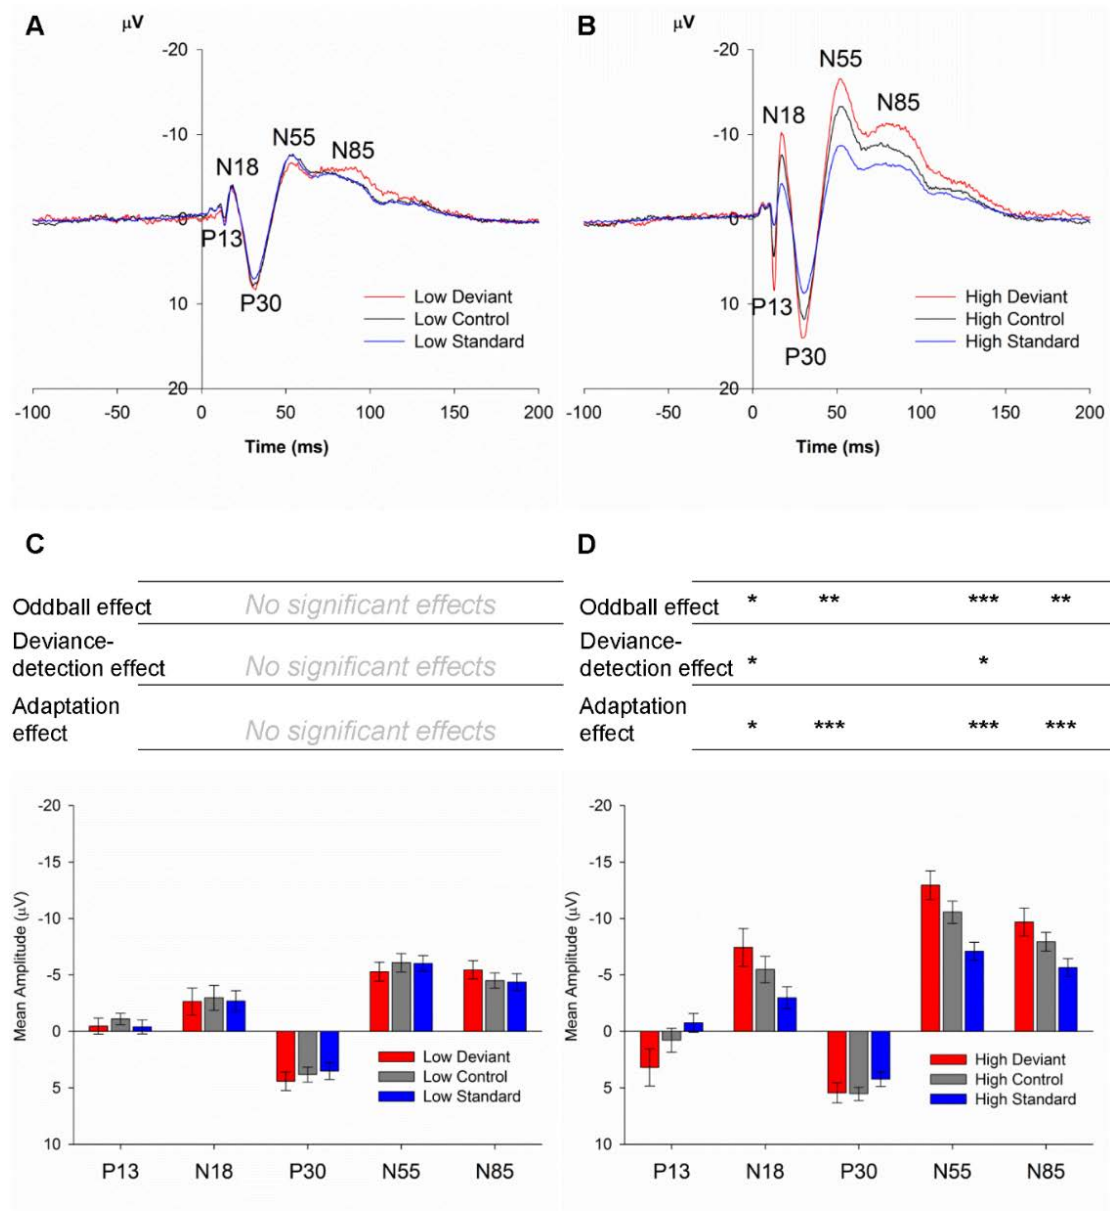 A
μV
-20
-10
0
10
20
N18
N55
N85
P13
P30
Low Deviant
Low Control
Low Standard
-100 -50 0 50 100 150 200
Time (ms)
B
μV
-20
-10
0
10
20
N55
N18
N85
P13
P30
High Deviant
High Control
High Standard
-100 -50 0 50 100 150 200
Time (ms)
C
Oddball effect No significant effects
Deviance-
detection effect No significant effects
Adaptation
effect No significant effects
D
Oddball effect * ** *** **
Deviance-
detection effect * *
Adaptation
effect * *** *** ***
Mean Amplitude (μV)
-20
-15
-10
-5
0
5
10
Low Deviant
Low Control
Low Standard
P13 N18 P30 N55 N85
Mean Amplitude (μV)
-20
-15
-10
-5
0
5
10
High Deviant
High Control
High Standard
P13 N18 P30 N55 N85